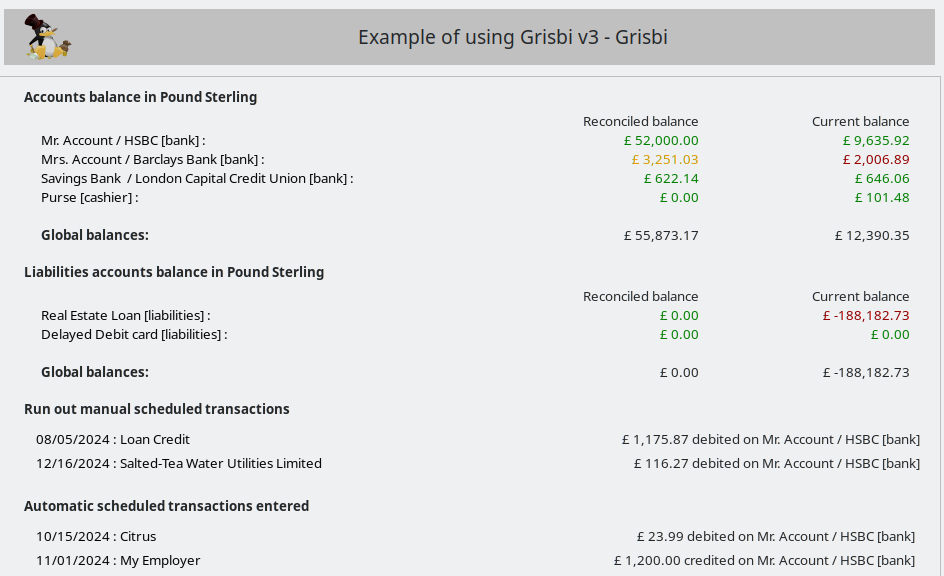 Example of using Grisbi v3 - Grisbi
Accounts balance in Pound Sterling
Reconciled balance Current balance
Mr. Account / HSBC [bank] : £ 52,000.00 £ 9,635.92
Mrs. Account / Barclays Bank [bank] : £ 3,251.03 £ 2,006.89
Savings Bank / London Capital Credit Union [bank] : £ 622.14 £ 646.06
Purse [cashier] : £ 0.00 £ 101.48
Global balances: £ 55,873.17 £ 12,390.35
Liabilities accounts balance in Pound Sterling
Reconciled balance Current balance
Real Estate Loan [liabilities] : £ 0.00 £ -188,182.73
Delayed Debit card [liabilities] : £ 0.00 £ 0.00
Global balances: £ 0.00 £ -188,182.73
Run out manual scheduled transactions
08/05/2024 : Loan Credit £ 1,175.87 debited on Mr. Account / HSBC [bank]
12/16/2024 : Salted-Tea Water Utilities Limited £ 116.27 debited on Mr. Account / HSBC [bank]
Automatic scheduled transactions entered
10/15/2024 : Citrus £ 23.99 debited on Mr. Account / HSBC [bank]
11/01/2024 : My Employer £ 1,200.00 credited on Mr. Account / HSBC [bank]